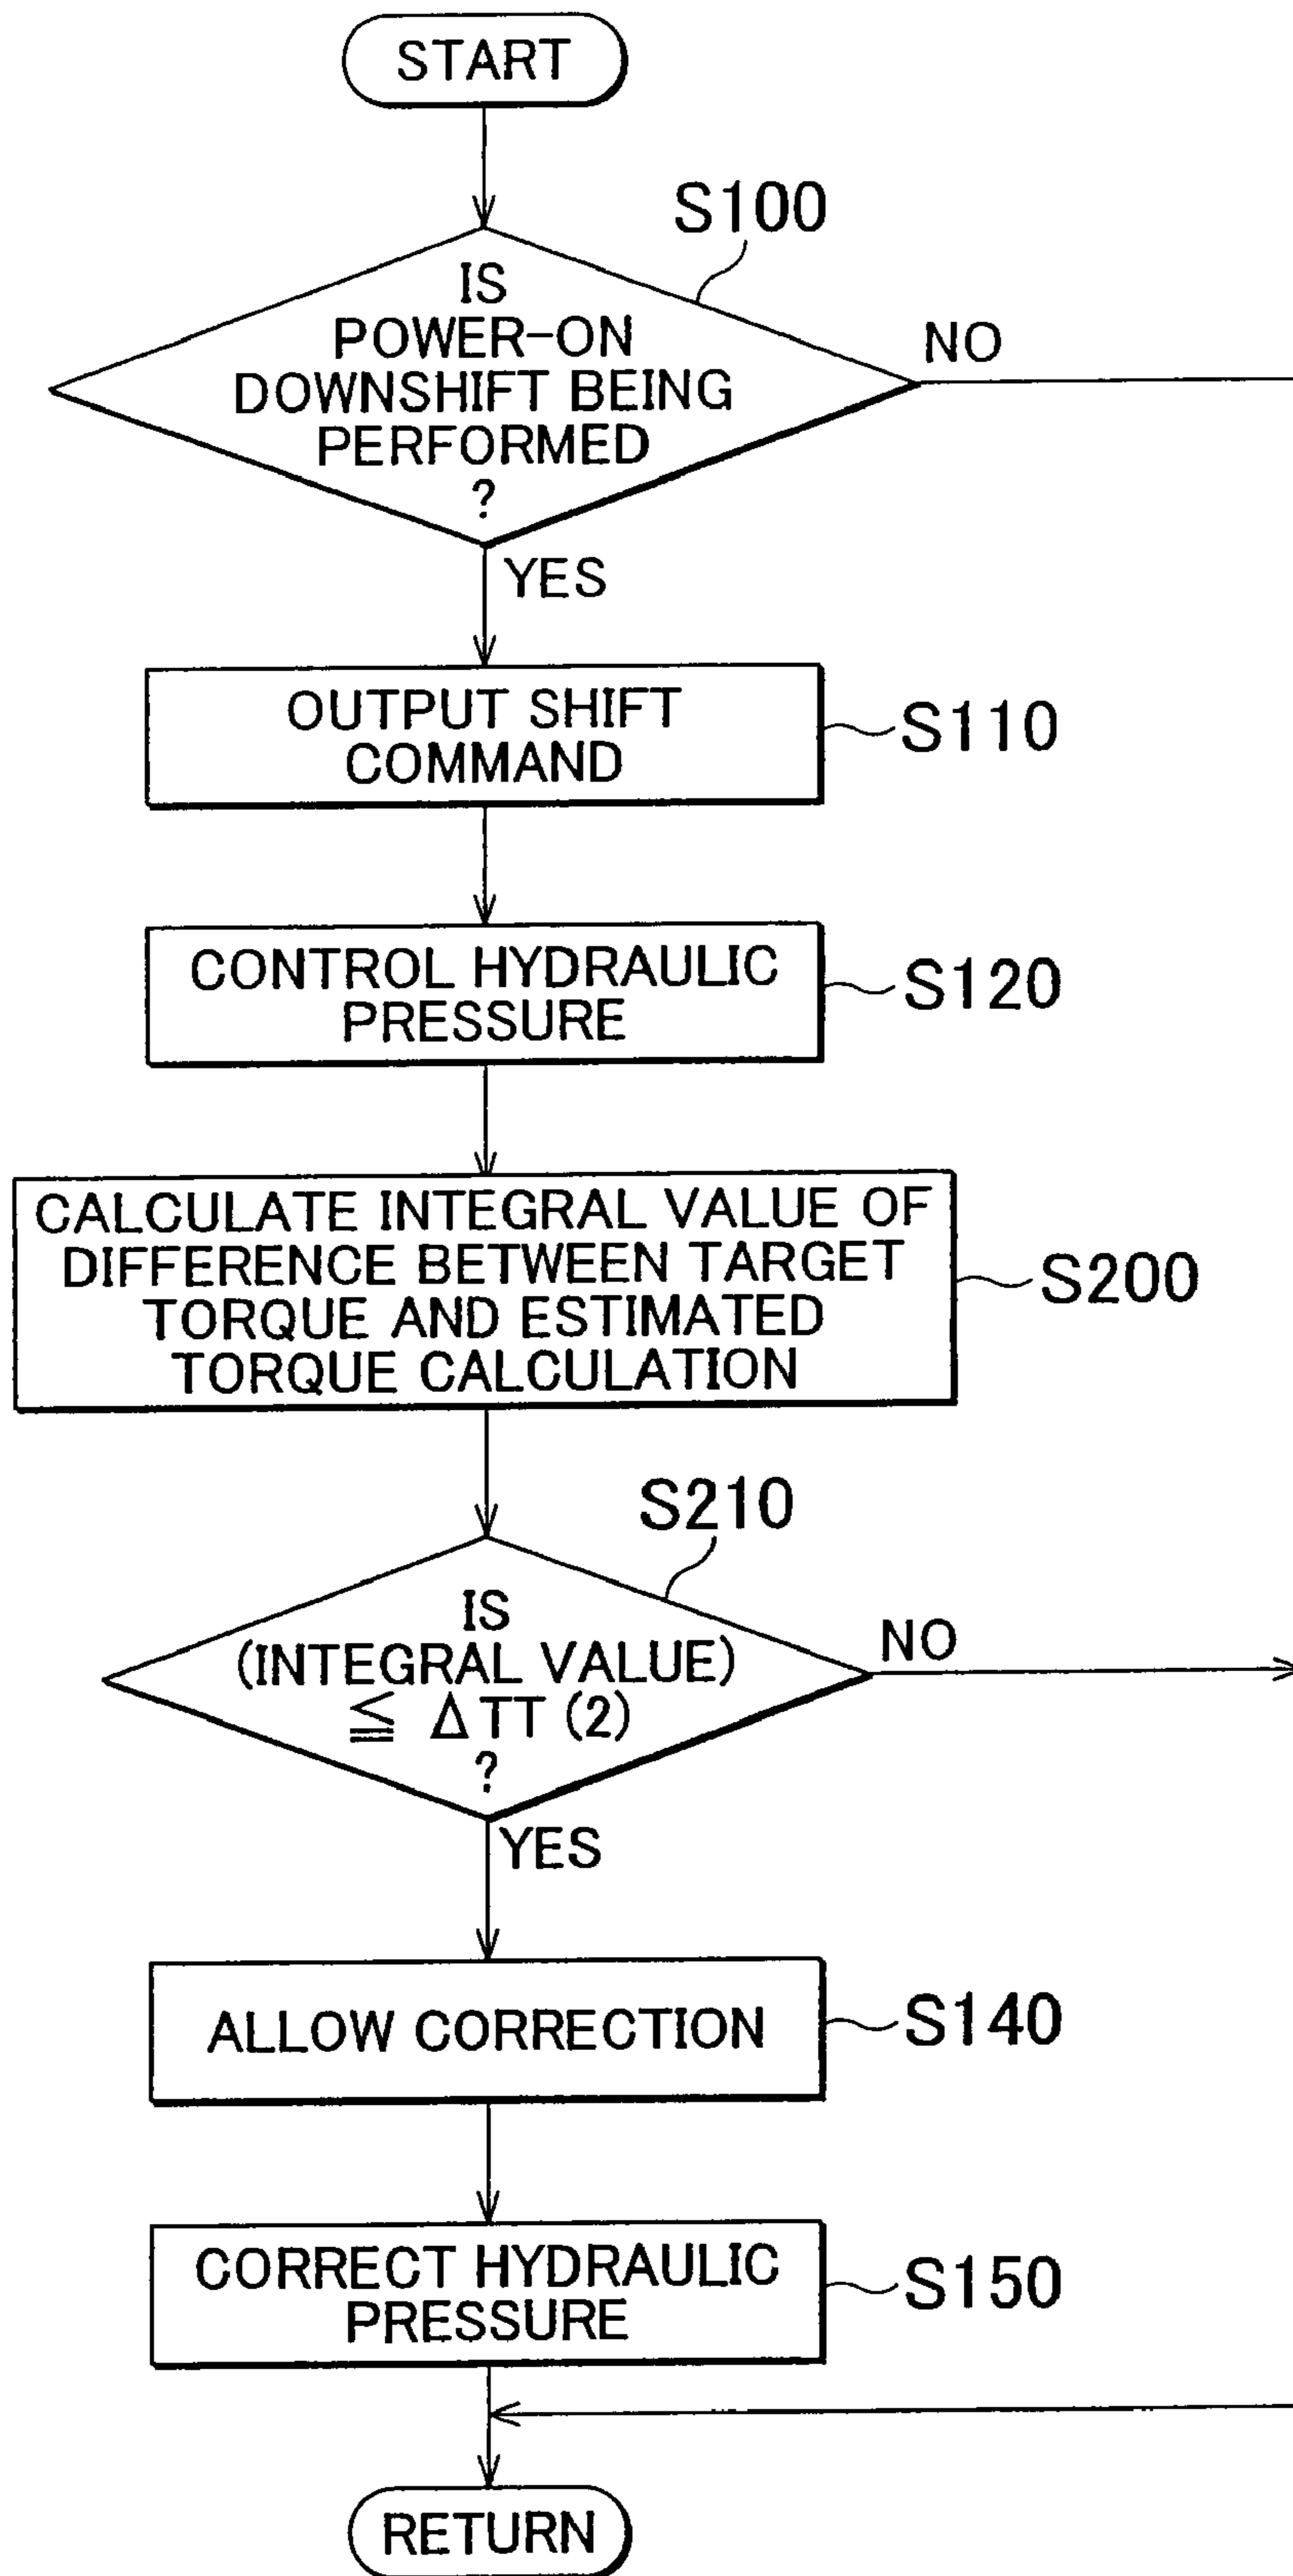 START
S100
IS
POWER-ON
DOWNSHIFT BEING
PERFORMED
?
NO
YES
OUTPUT SHIFT
COMMAND
S110
CONTROL HYDRAULIC
PRESSURE
S120
CALCULATE INTEGRAL VALUE OF
DIFFERENCE BETWEEN TARGET
TORQUE AND ESTIMATED
TORQUE CALCULATION
S200
S210
IS
(INTEGRAL VALUE)
≦ ΔTT (2)
?
NO
YES
ALLOW CORRECTION
S140
CORRECT HYDRAULIC
PRESSURE
S150
RETURN